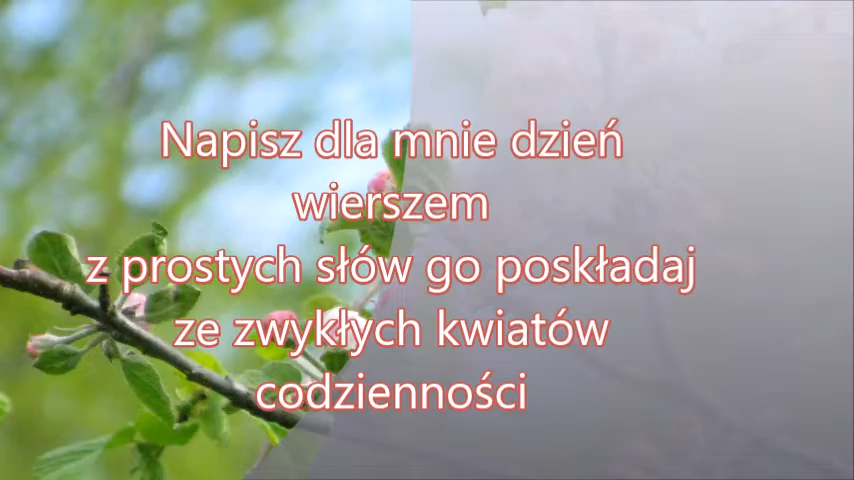 Napisz dla mnie dzień
wierszem
z prostych słów go poskładaj
ze zwykłych kwiatów
codzienności